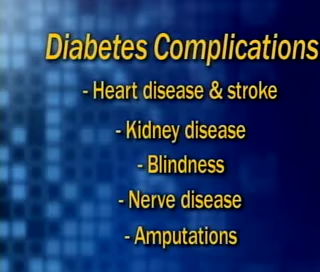 Diabetes Complications
- Heart disease & stroke
- Kidney disease
- Blindness
- Nerve disease
- Amputations